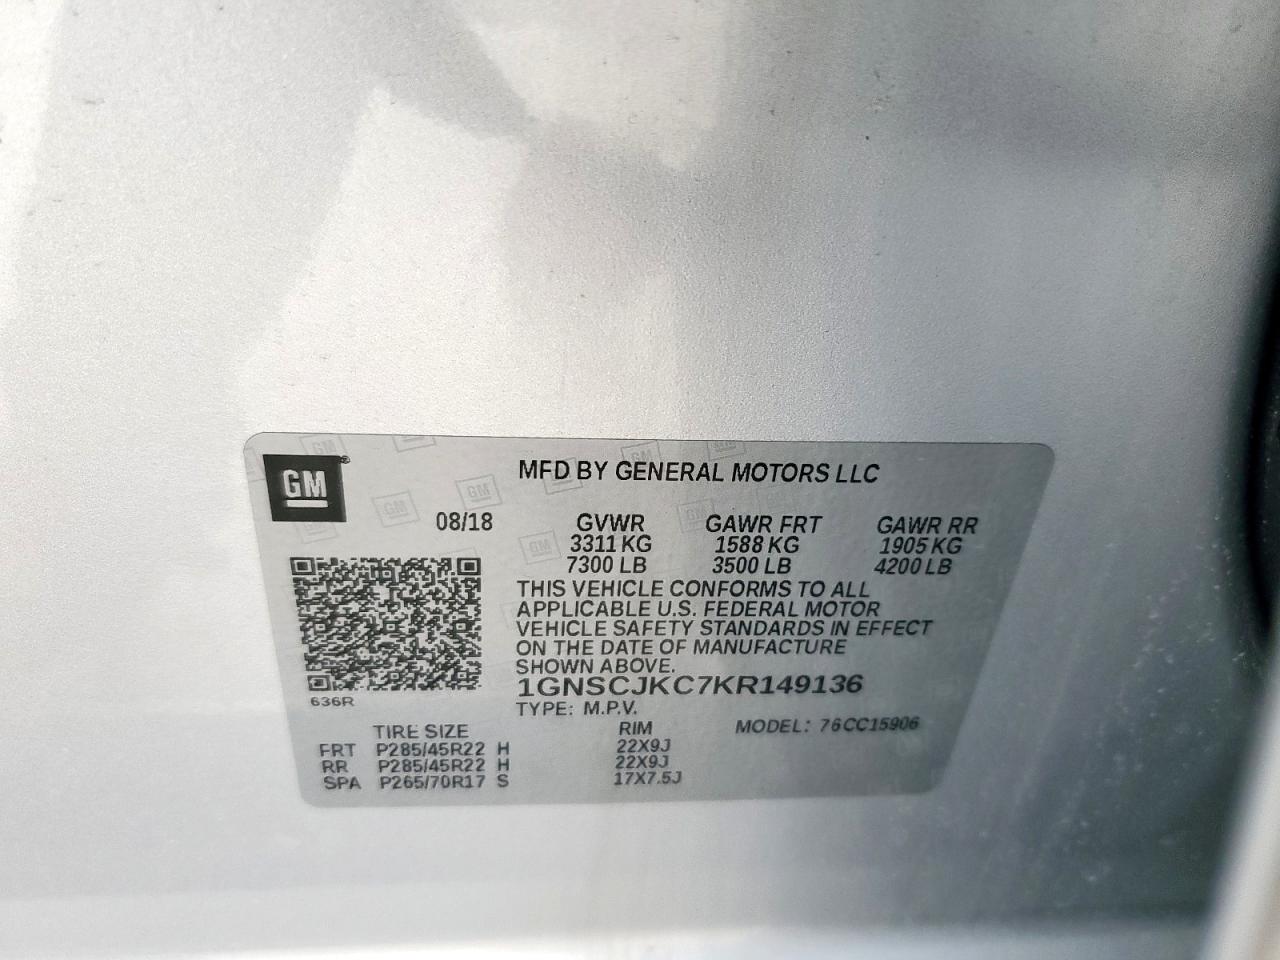 GM
MFD BY GENERAL MOTORS LLC
08/18 GVWR GAWR FRT GAWR RR
3311 KG 1588 KG 1905 KG
7300 LB 3500 LB 4200 LB
THIS VEHICLE CONFORMS TO ALL
APPLICABLE U.S. FEDERAL MOTOR
VEHICLE SAFETY STANDARDS IN EFFECT
ON THE DATE OF MANUFACTURE
SHOWN ABOVE.
1GNSCJKC7KR149136
636R
TYPE: M.P.V.
TIRE SIZE RIM MODEL: 76CC15906
FRT P285/45R22 H 22X9J
RR P285/45R22 H 22X9J
SPA P265/70R17 S 17X7.5J